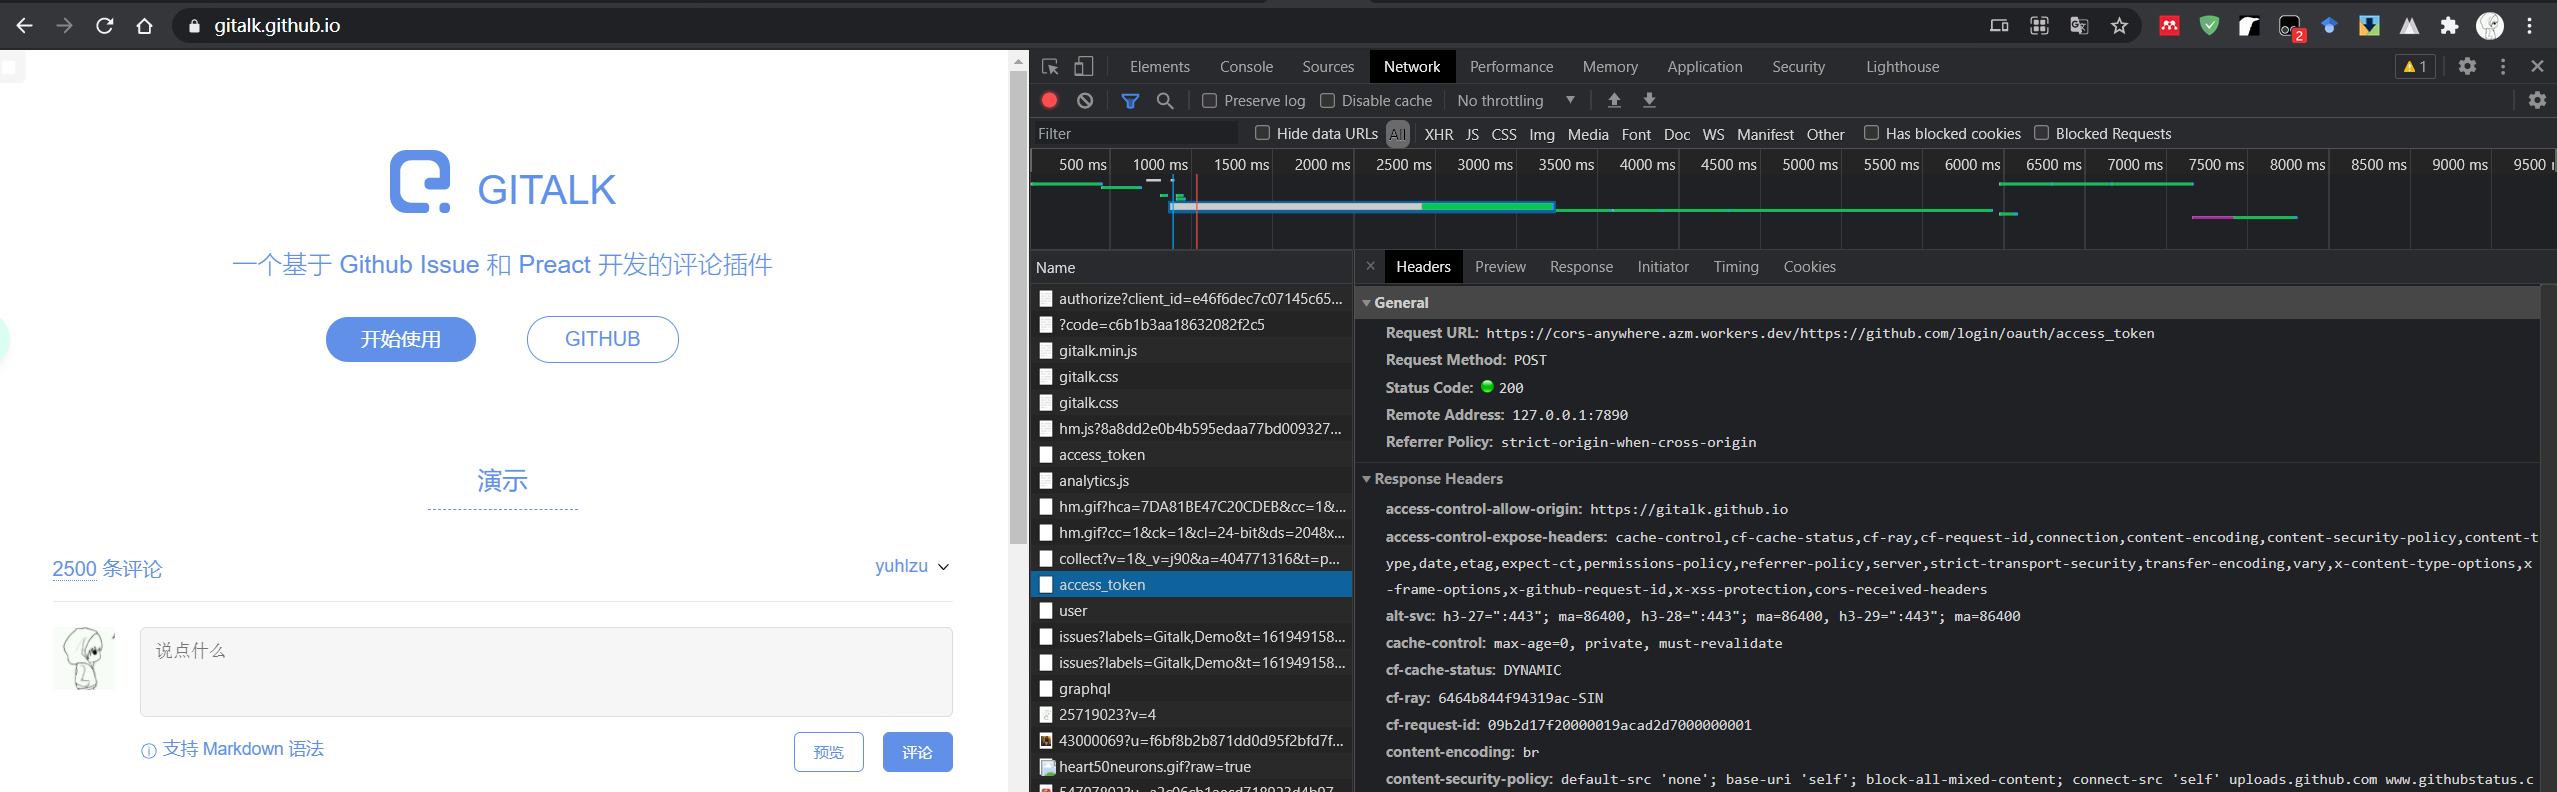 gitalk.github.io
2
GITALK
一个基于 Github Issue 和 Preact 开发的评论插件
开始使用
GITHUB
演示
2500 条评论
yuhlzu
说点什么
支持 Markdown 语法
预览
评论
Elements
Console
Sources
Network
Performance
Memory
Application
Security
Lighthouse
1
Preserve log
Disable cache
No throttling
Filter
Hide data URLs
All
XHR
JS
CSS
Img
Media
Font
Doc
WS
Manifest
Other
Has blocked cookies
Blocked Requests
500 ms
1000 ms
1500 ms
2000 ms
2500 ms
3000 ms
3500 ms
4000 ms
4500 ms
5000 ms
5500 ms
6000 ms
6500 ms
7000 ms
7500 ms
8000 ms
8500 ms
9000 ms
9500
Name
authorize?client_id=e46f6dec7c07145c65...
?code=c6b1b3aa18632082f2c5
gitalk.min.js
gitalk.css
gitalk.css
hm.js?8a8dd2e0b4b595edaa77bd009327...
access_token
analytics.js
hm.gif?hca=7DA81BE47C20CDEB&cc=1&...
hm.gif?cc=1&ck=1&cl=24-bit&ds=2048x...
collect?v=1&_v=j90&a=404771316&t=p...
access_token
user
issues?labels=Gitalk,Demo&t=161949158...
issues?labels=Gitalk,Demo&t=161949158...
graphql
25719023?v=4
43000069?u=f6bf8b2b871dd0d95f2bfd7f...
heart50neurons.gif?raw=true
Headers
Preview
Response
Initiator
Timing
Cookies
General
Request URL: https://cors-anywhere.azm.workers.dev/https://github.com/login/oauth/access_token
Request Method: POST
Status Code: 200
Remote Address: 127.0.0.1:7890
Referrer Policy: strict-origin-when-cross-origin
Response Headers
access-control-allow-origin: https://gitalk.github.io
access-control-expose-headers: cache-control,cf-cache-status,cf-ray,cf-request-id,connection,content-encoding,content-security-policy,content-t
ype,date,etag,expect-ct,permissions-policy,referrer-policy,server,strict-transport-security,transfer-encoding,vary,x-content-type-options,x
-frame-options,x-github-request-id,x-xss-protection,cors-received-headers
alt-svc: h3-27=":443"; ma=86400, h3-28=":443"; ma=86400, h3-29=":443"; ma=86400
cache-control: max-age=0, private, must-revalidate
cf-cache-status: DYNAMIC
cf-ray: 6464b844f94319ac-SIN
cf-request-id: 09b2d17f20000019acad2d7000000001
content-encoding: br
content-security-policy: default-src 'none'; base-uri 'self'; block-all-mixed-content; connect-src 'self' uploads.github.com www.githubstatus.c